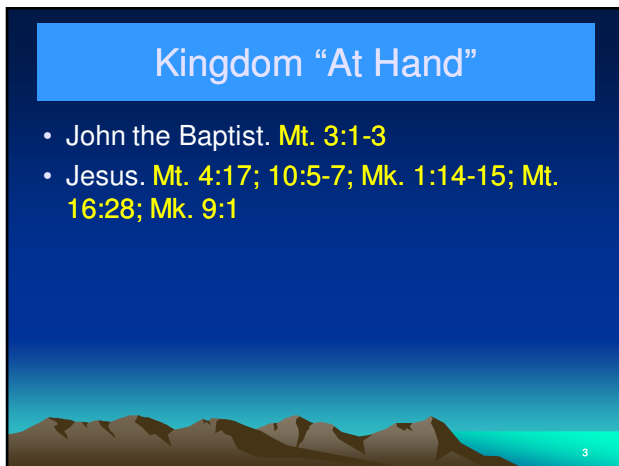 Kingdom “At Hand”
• John the Baptist. Mt. 3:1-3
• Jesus. Mt. 4:17; 10:5-7; Mk. 1:14-15; Mt.
16:28; Mk. 9:1
3